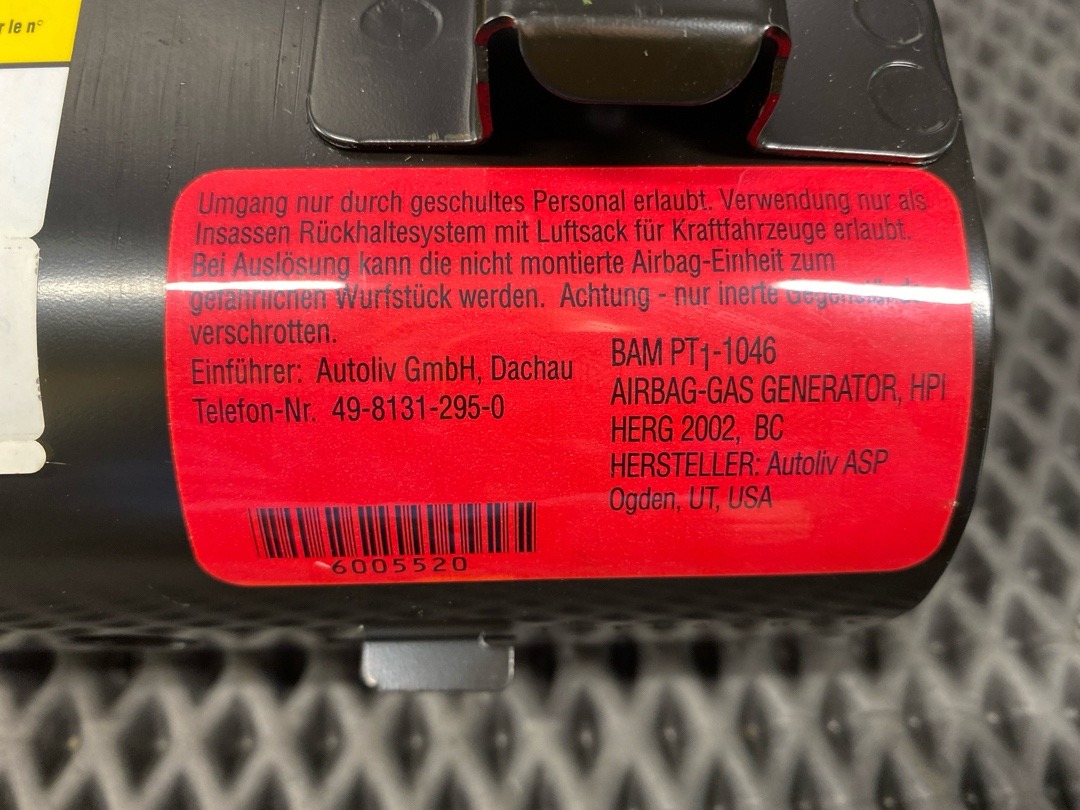 r le n°
Umgang nur durch geschultes Personal erlaubt. Verwendung nur als
Insassen Rückhaltesystem mit Luftsack für Kraftfahrzeuge erlaubt.
Bei Auslösung kann die nicht montierte Airbag-Einheit zum
gefährlichen Wurfstück werden. Achtung - nur inerte Gegenstände
verschrotten.
Einführer: Autoliv GmbH, Dachau
Telefon-Nr. 49-8131-295-0
BAM PT1-1046
AIRBAG-GAS GENERATOR, HPI
HERG 2002, BC
HERSTELLER: Autoliv ASP
Ogden, UT, USA
6005520